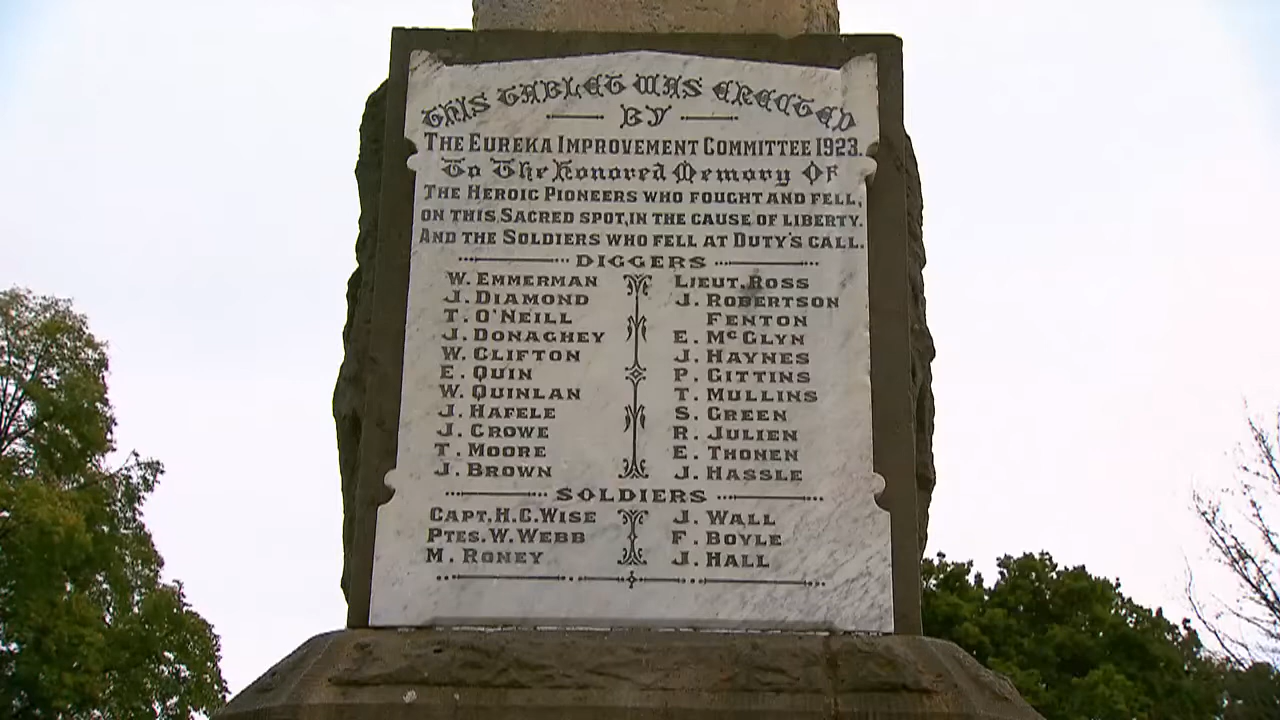 THIS TABLET WAS ERECTED
BY
THE EUREKA IMPROVEMENT COMMITTEE 1923.
To The Honored Memory OF
THE HEROIC PIONEERS WHO FOUGHT AND FELL,
ON THIS SACRED SPOT, IN THE CAUSE OF LIBERTY.
AND THE SOLDIERS WHO FELL AT DUTY'S CALL.
DIGGERS
W. EMMERMAN
J. DIAMOND
T. O'NEILL
J. DONAGHEY
W. CLIFTON
E. QUIN
W. QUINLAN
J. HAFELE
J. CROWE
T. MOORE
J. BROWN
LIEUT. ROSS
J. ROBERTSON
FENTON
E. McGLYN
J. HAYNES
P. GITTINS
T. MULLINS
S. GREEN
R. JULIEN
E. THONEN
J. HASSLE
SOLDIERS
CAPT. H.C. WISE
PTES. W. WEBB
M. RONEY
J. WALL
F. BOYLE
J. HALL